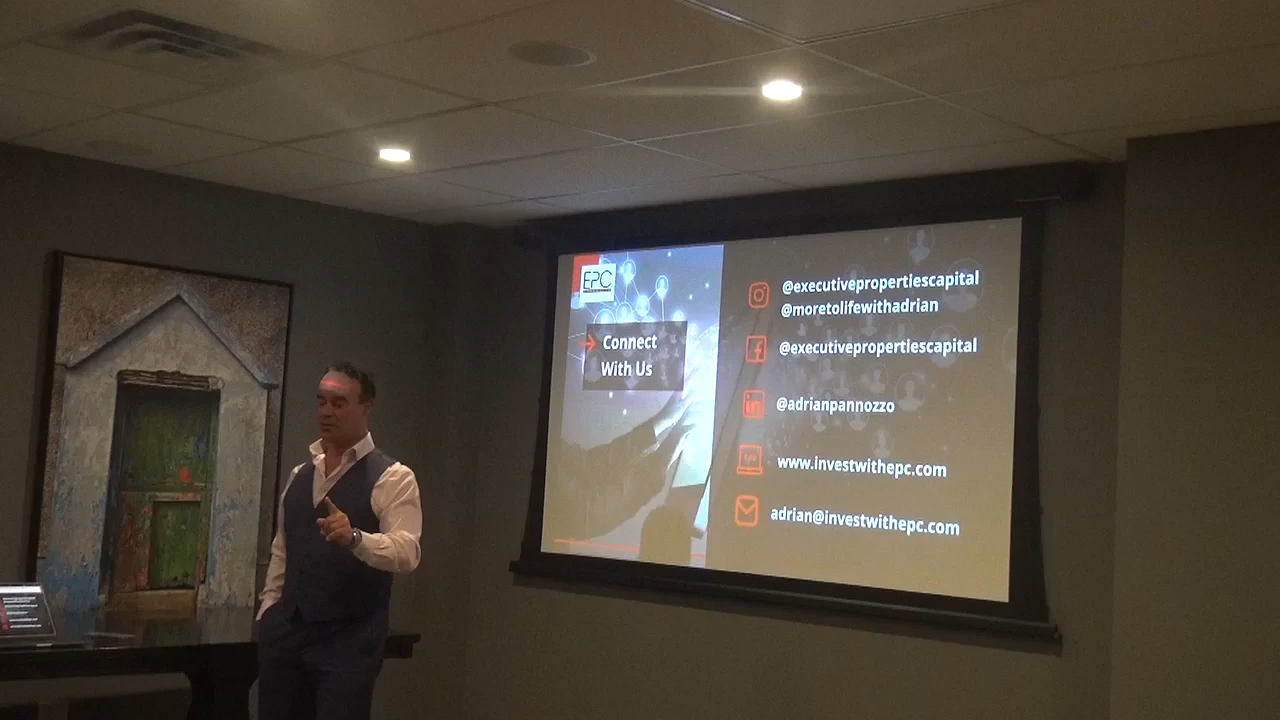 EPC
Connect
With Us
@executivepropertiescapital
@moretolifewithadrian
@executivepropertiescapital
@adrianpannozzo
www.investwithepc.com
adrian@investwithepc.com